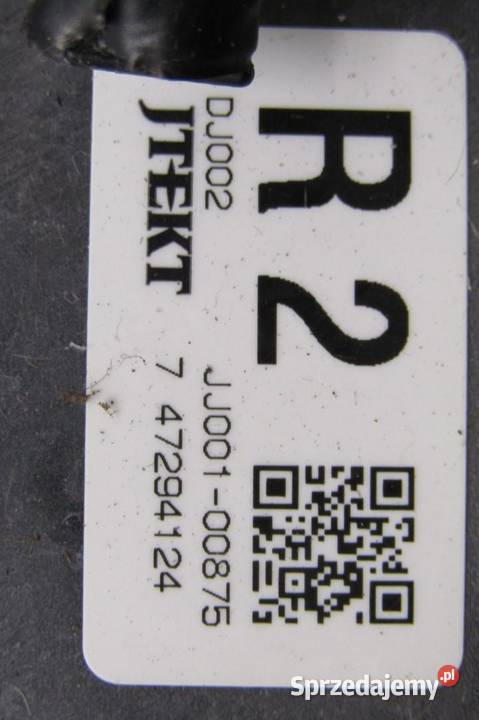 R 2
DJ002 JJ001-00875
JTEKT 7 47294124
Sprzedajemy.pl